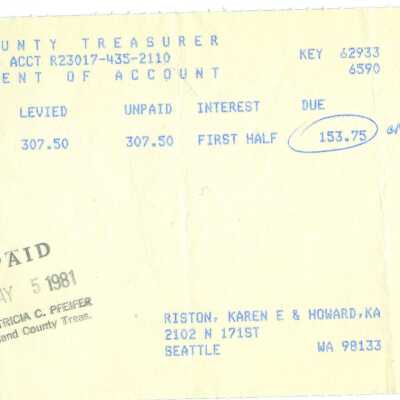 UNTY TREASURER
ACCT R23017-435-2110 KEY 62933
ENT OF ACCOUNT 6590
LEVIED UNPAID INTEREST DUE
307.50 307.50 FIRST HALF 153.75
PAID
AY 5 1981
TRICIA C. PFEIFER
and County Treas.
RISTON, KAREN E & HOWARD,KA
2102 N 171ST
SEATTLE WA 98133